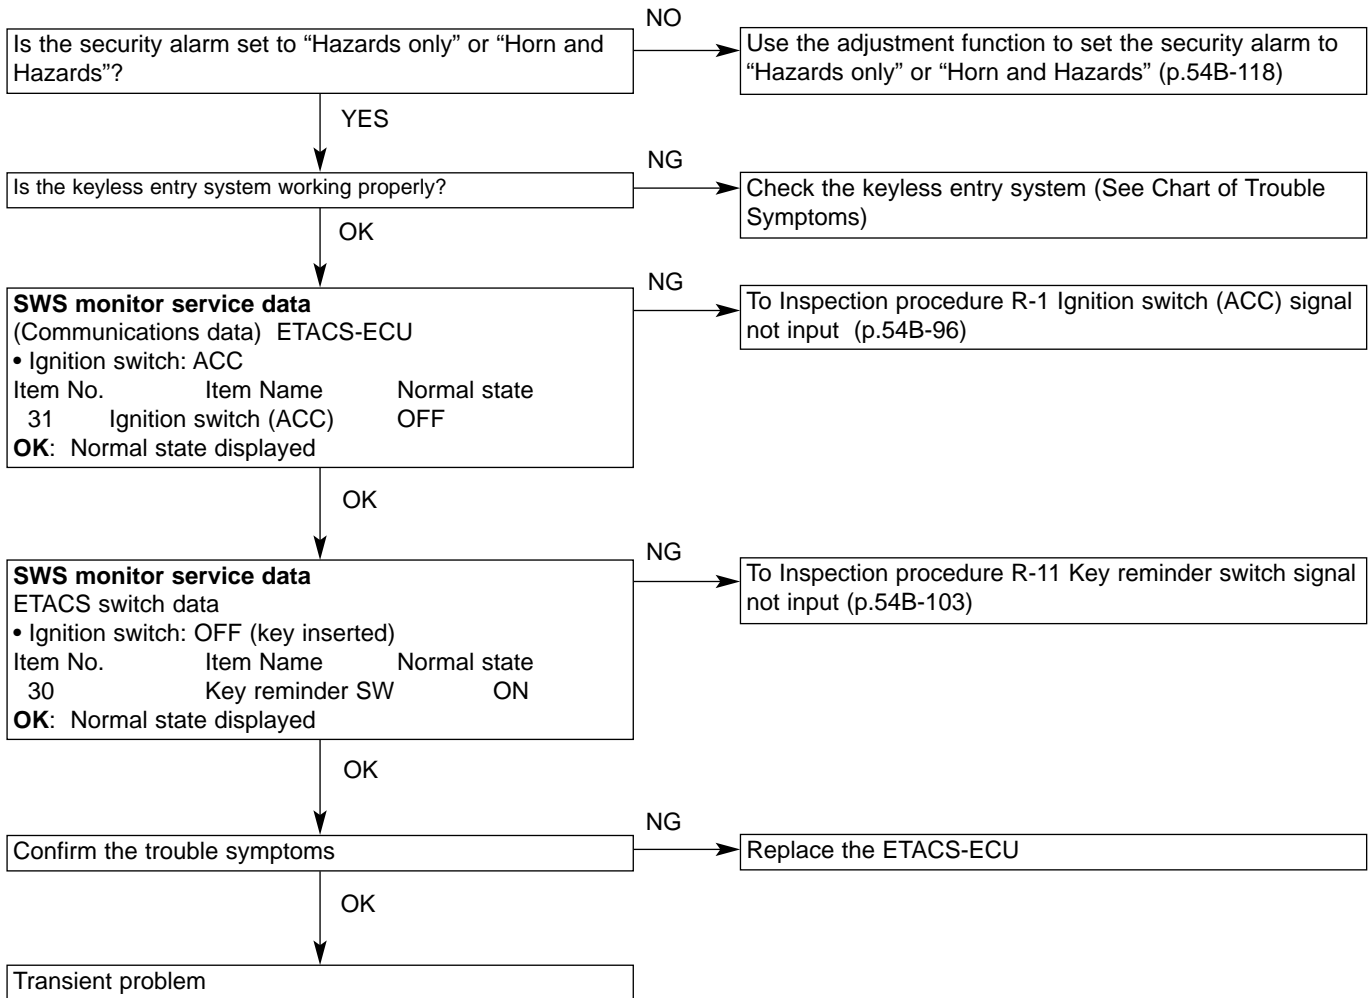 NO
Is the security alarm set to “Hazards only” or “Horn and
Hazards”?
Use the adjustment function to set the security alarm to
“Hazards only” or “Horn and Hazards” (p.54B-118)
YES
NG
Is the keyless entry system working properly?
Check the keyless entry system (See Chart of Trouble
Symptoms)
OK
NG
SWS monitor service data
(Communications data) ETACS-ECU
• Ignition switch: ACC
Item No. Item Name Normal state
31 Ignition switch (ACC) OFF
OK: Normal state displayed
To Inspection procedure R-1 Ignition switch (ACC) signal
not input (p.54B-96)
OK
NG
SWS monitor service data
ETACS switch data
• Ignition switch: OFF (key inserted)
Item No. Item Name Normal state
30 Key reminder SW ON
OK: Normal state displayed
To Inspection procedure R-11 Key reminder switch signal
not input (p.54B-103)
OK
NG
Confirm the trouble symptoms
Replace the ETACS-ECU
OK
Transient problem